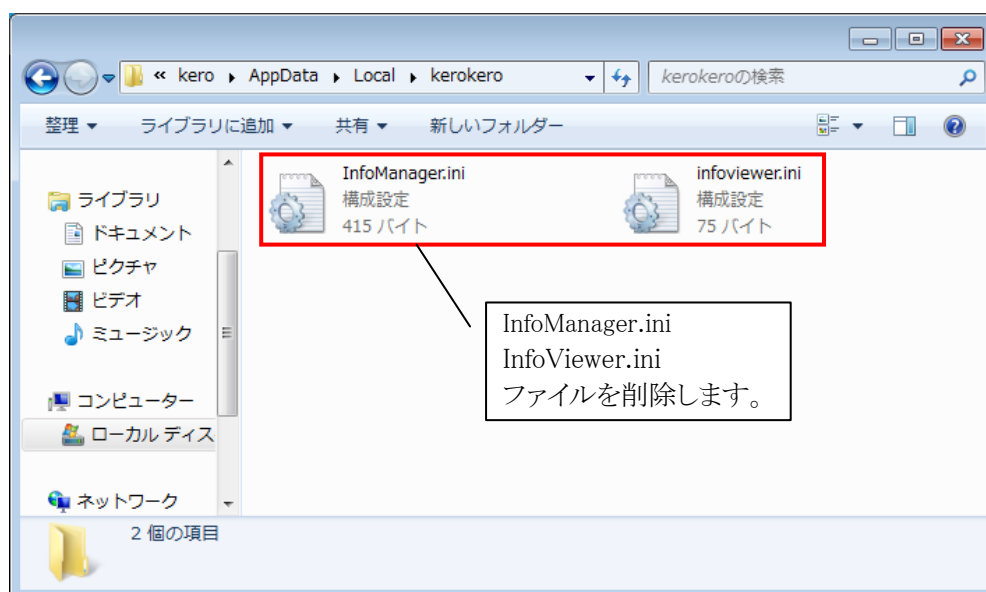 « kero ▸ AppData ▸ Local ▸ kerokero
kerokeroの検索
整理 ▼ ライブラリに追加 ▼ 共有 ▼ 新しいフォルダー
ライブラリ
ドキュメント
ピクチャ
ビデオ
ミュージック
コンピューター
ローカル ディス
ネットワーク
InfoManager.ini
構成設定
415 バイト
infoviewer.ini
構成設定
75 バイト
InfoManager.ini
InfoViewer.ini
ファイルを削除します。
2 個の項目